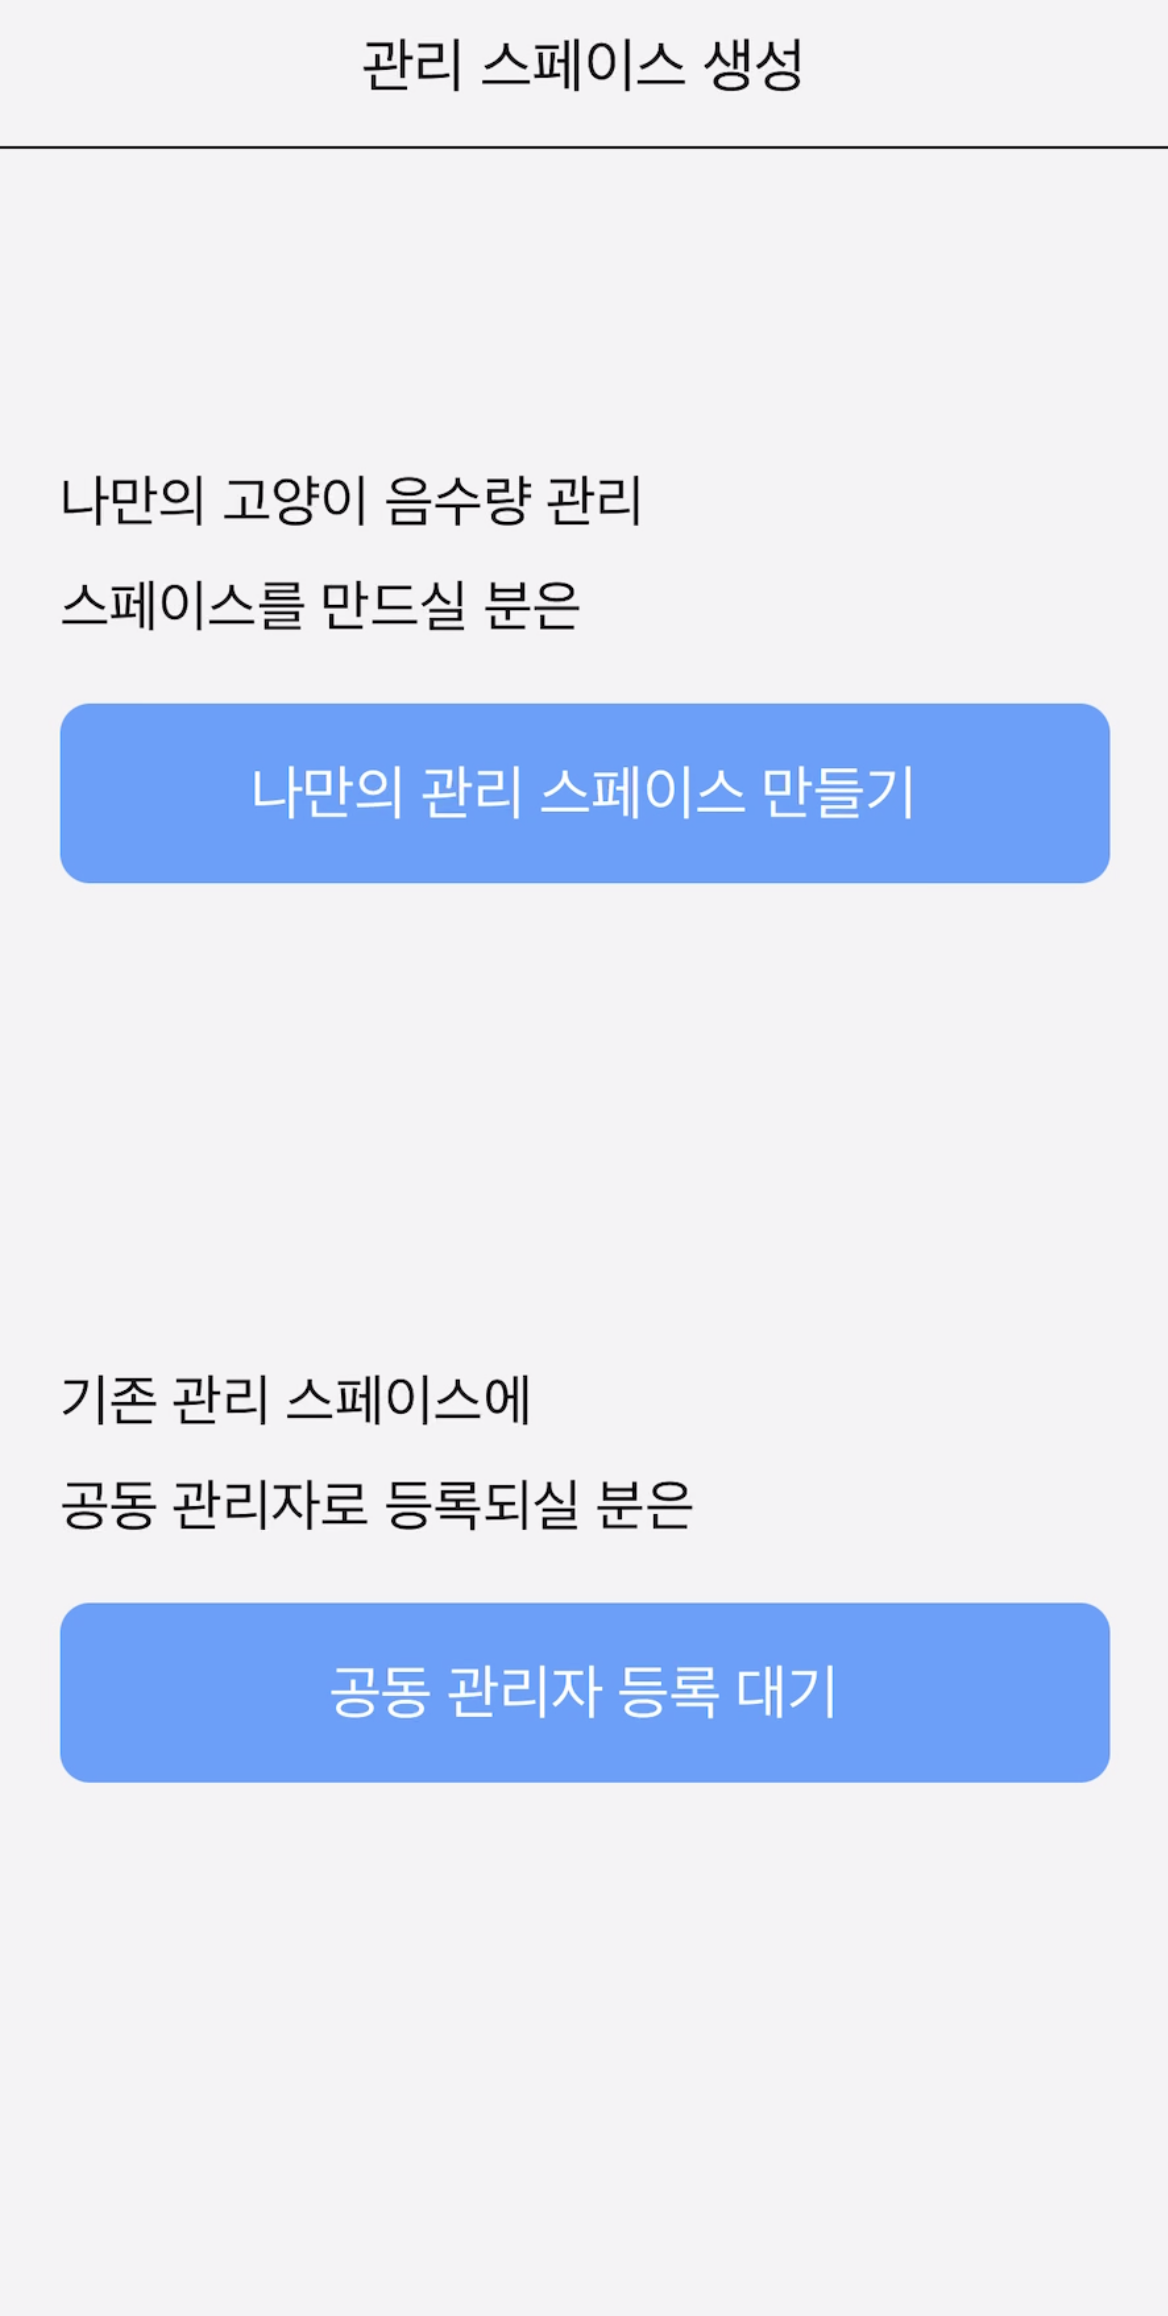 관리 스페이스 생성
나만의 고양이 음수량 관리
스페이스를 만드실 분은
나만의 관리 스페이스 만들기
기존 관리 스페이스에
공동 관리자로 등록되실 분은
공동 관리자 등록 대기